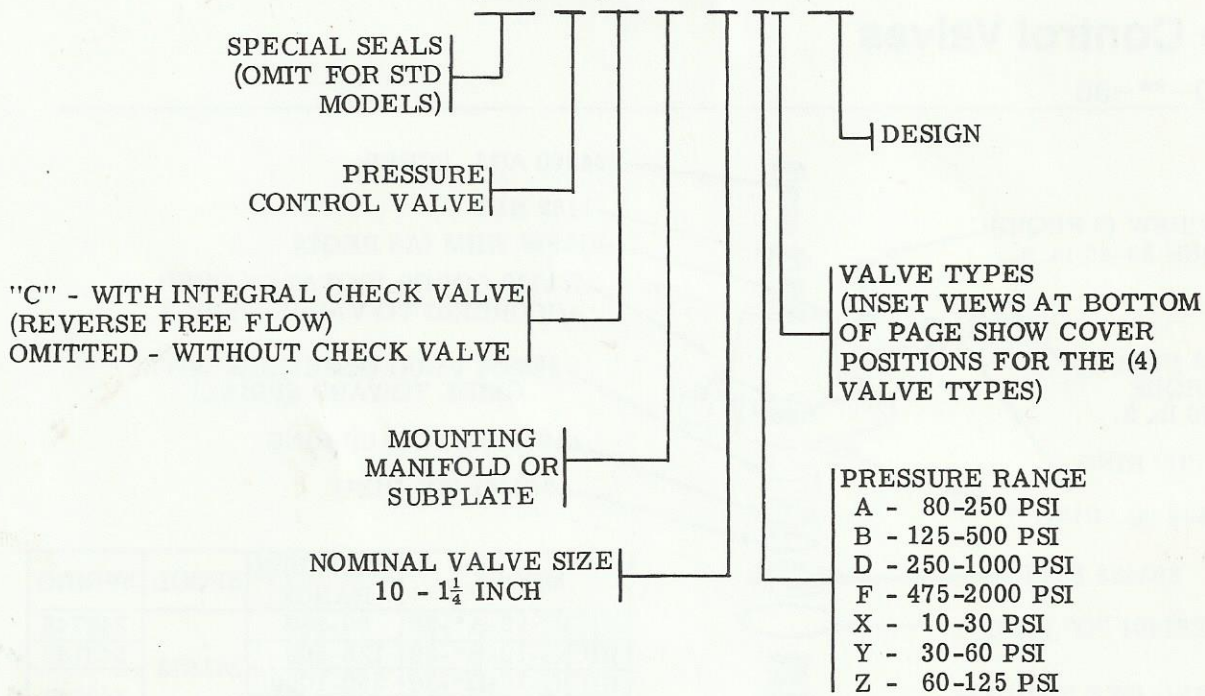 SPECIAL SEALS
(OMIT FOR STD
MODELS)
DESIGN
PRESSURE
CONTROL VALVE
"C" - WITH INTEGRAL CHECK VALVE
(REVERSE FREE FLOW)
OMITTED - WITHOUT CHECK VALVE
VALVE TYPES
(INSET VIEWS AT BOTTOM
OF PAGE SHOW COVER
POSITIONS FOR THE (4)
VALVE TYPES)
MOUNTING
MANIFOLD OR
SUBPLATE
NOMINAL VALVE SIZE
10 - 1¼ INCH
PRESSURE RANGE
A - 80-250 PSI
B - 125-500 PSI
D - 250-1000 PSI
F - 475-2000 PSI
X - 10-30 PSI
Y - 30-60 PSI
Z - 60-125 PSI